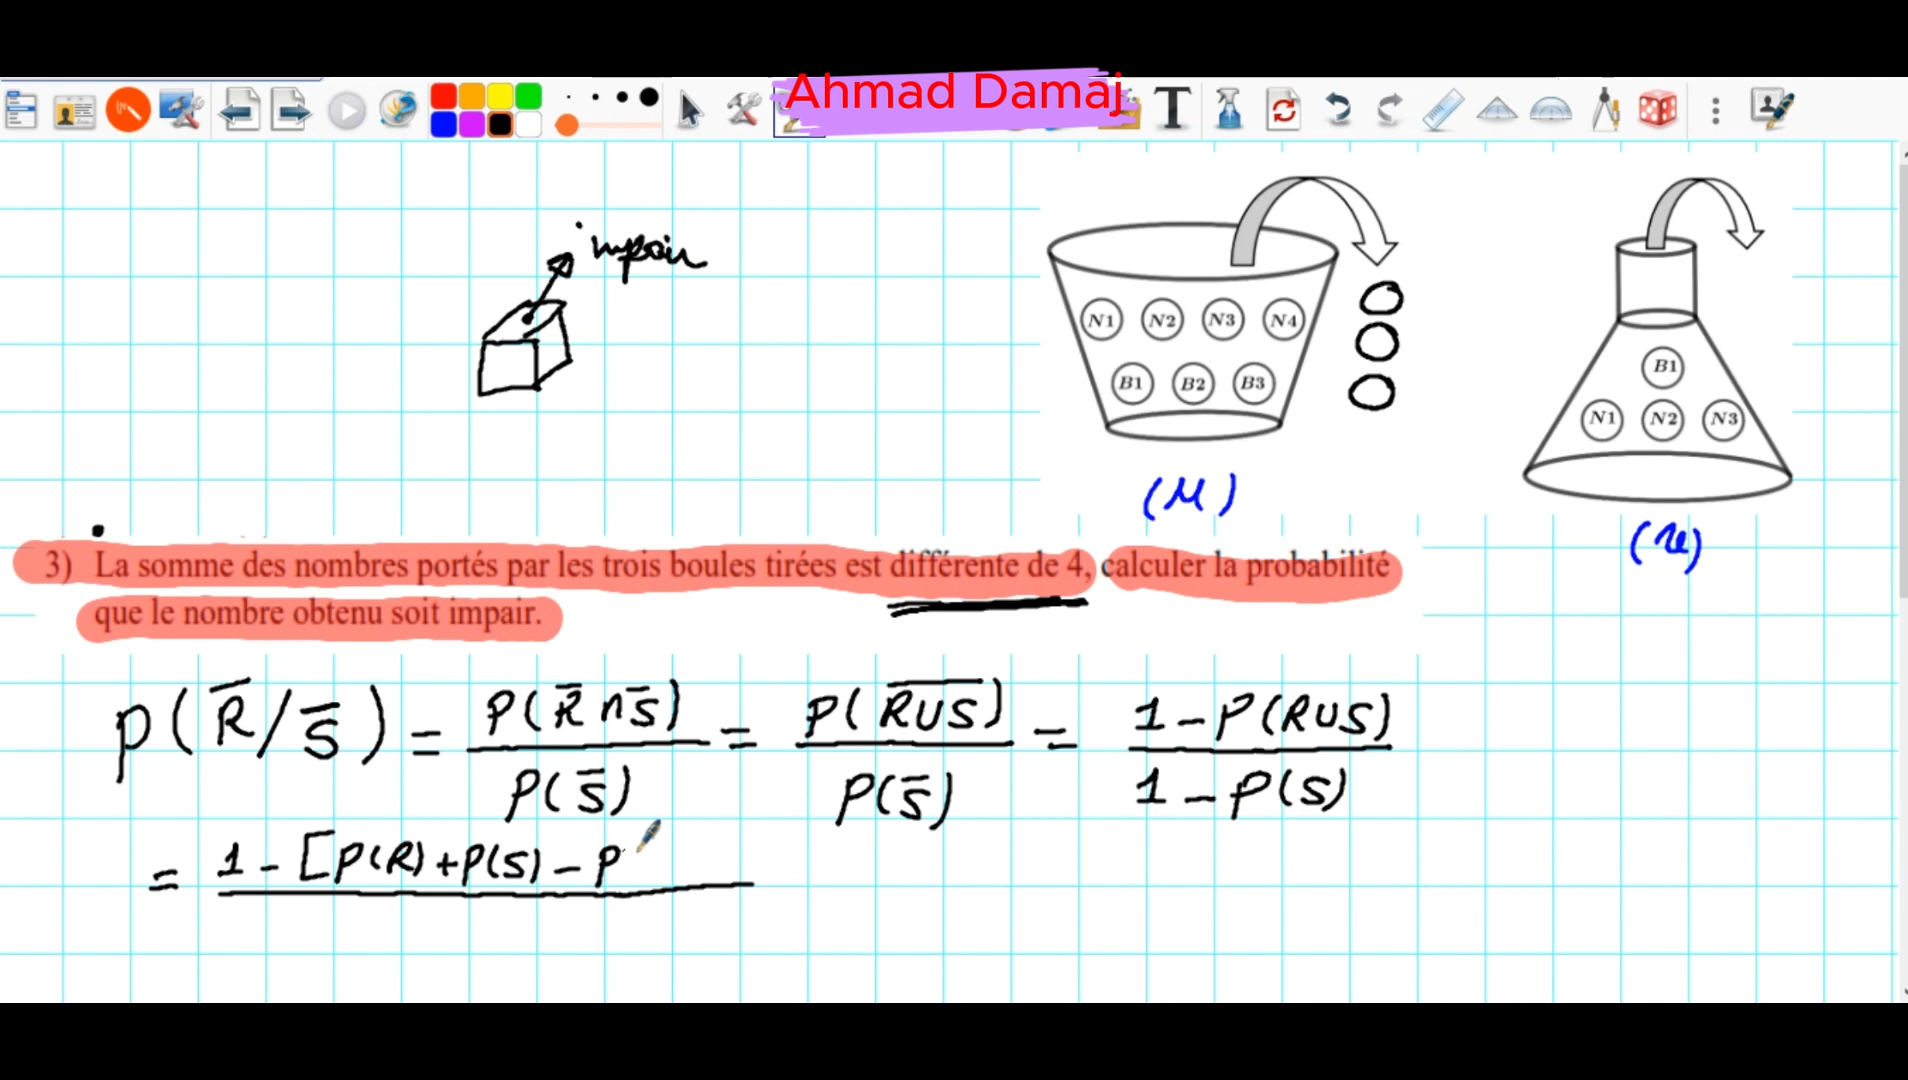 Ahmad Damaj
impair
N1 N2 N3 N4
B1 B2 B3
B1
N1 N2 N3
(U)
3) La somme des nombres portés par les trois boules tirées est différente de 4, calculer la probabilité
que le nombre obtenu soit impair.
P(R̅/S̅) = P(R̅∩S̅) / P(S̅) = P(\overline{R∪S}) / P(S̅) = 1-P(R∪S) / 1-P(S)
= 1-[P(R)+P(S)-P